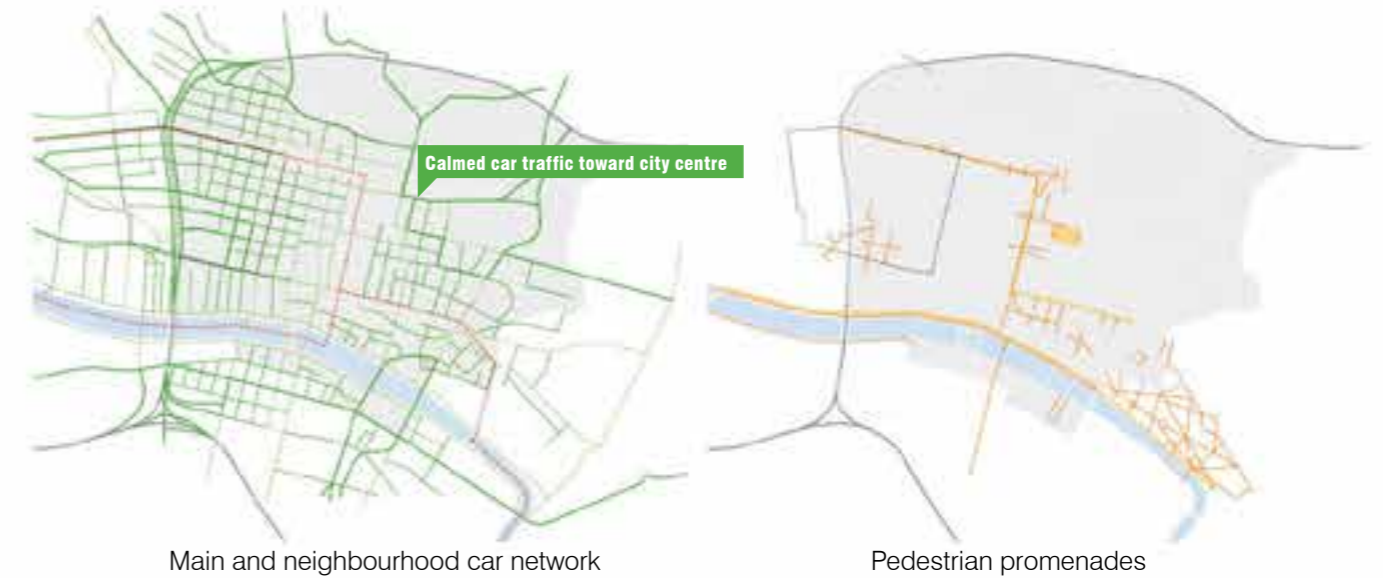 Calmed car traffic toward city centre
Main and neighbourhood car network
Pedestrian promenades